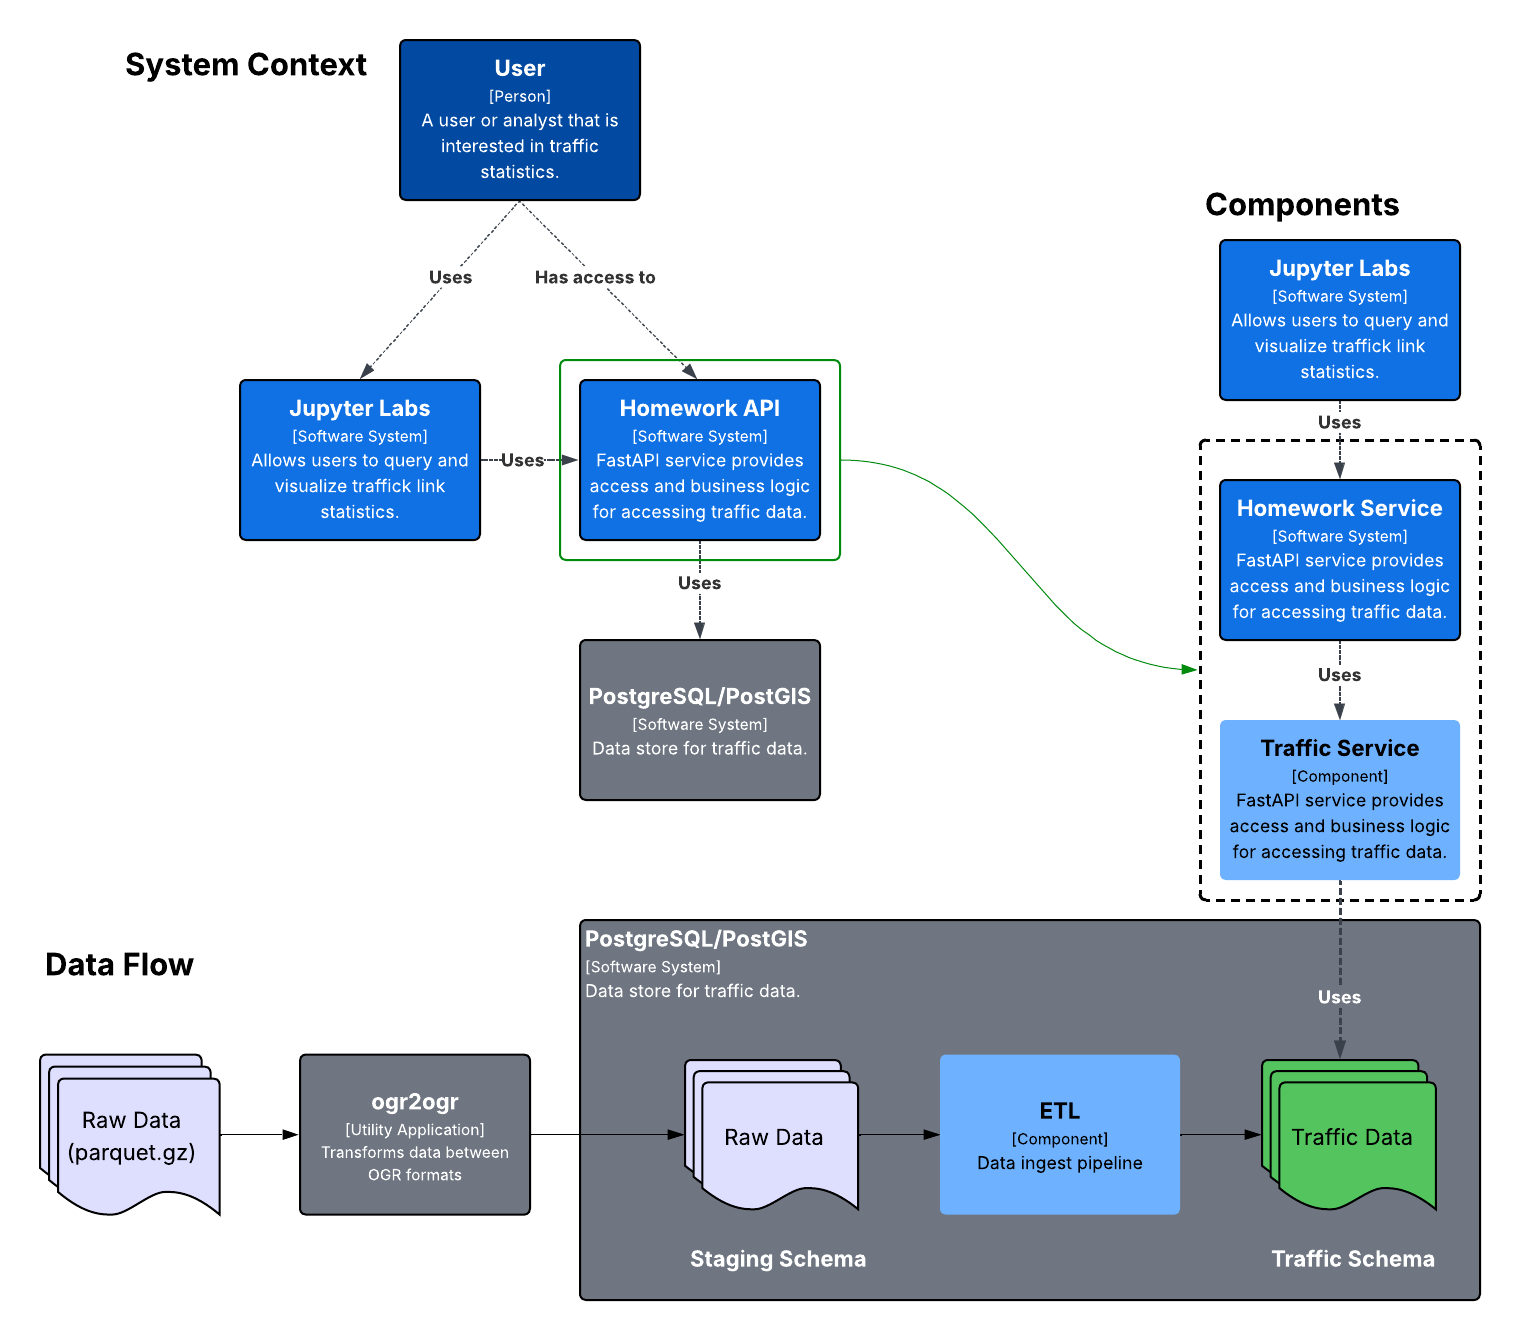 System Context
User
[Person]
A user or analyst that is
interested in traffic
statistics.
Uses
Has access to
Jupyter Labs
[Software System]
Allows users to query and
visualize traffick link
statistics.
Uses
Homework API
[Software System]
FastAPI service provides
access and business logic
for accessing traffic data.
Uses
PostgreSQL/PostGIS
[Software System]
Data store for traffic data.
Components
Jupyter Labs
[Software System]
Allows users to query and
visualize traffick link
statistics.
Uses
Homework Service
[Software System]
FastAPI service provides
access and business logic
for accessing traffic data.
Uses
Traffic Service
[Component]
FastAPI service provides
access and business logic
for accessing traffic data.
Uses
Data Flow
Raw Data
(parquet.gz)
ogr2ogr
[Utility Application]
Transforms data between
OGR formats
PostgreSQL/PostGIS
[Software System]
Data store for traffic data.
Raw Data
Staging Schema
ETL
[Component]
Data ingest pipeline
Traffic Data
Traffic Schema